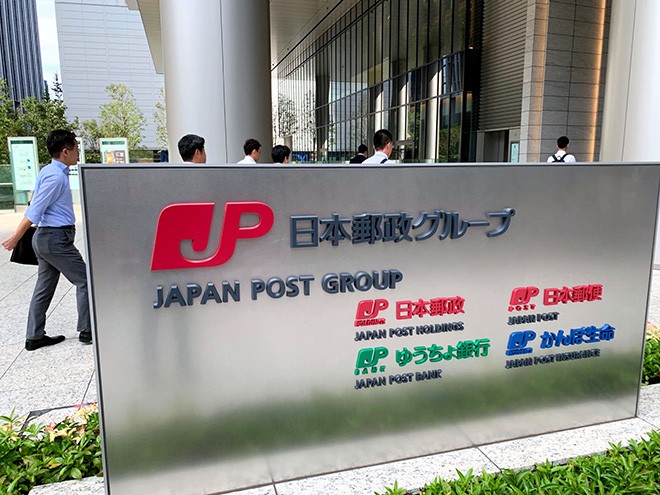 JP 日本郵政グループ
JAPAN POST GROUP
JP 日本郵政
JAPAN POST HOLDINGS
JP 日本郵便
JAPAN POST
JP BANK ゆうちょ銀行
JAPAN POST BANK
JP かんぽ生命
JAPAN POST INSURANCE